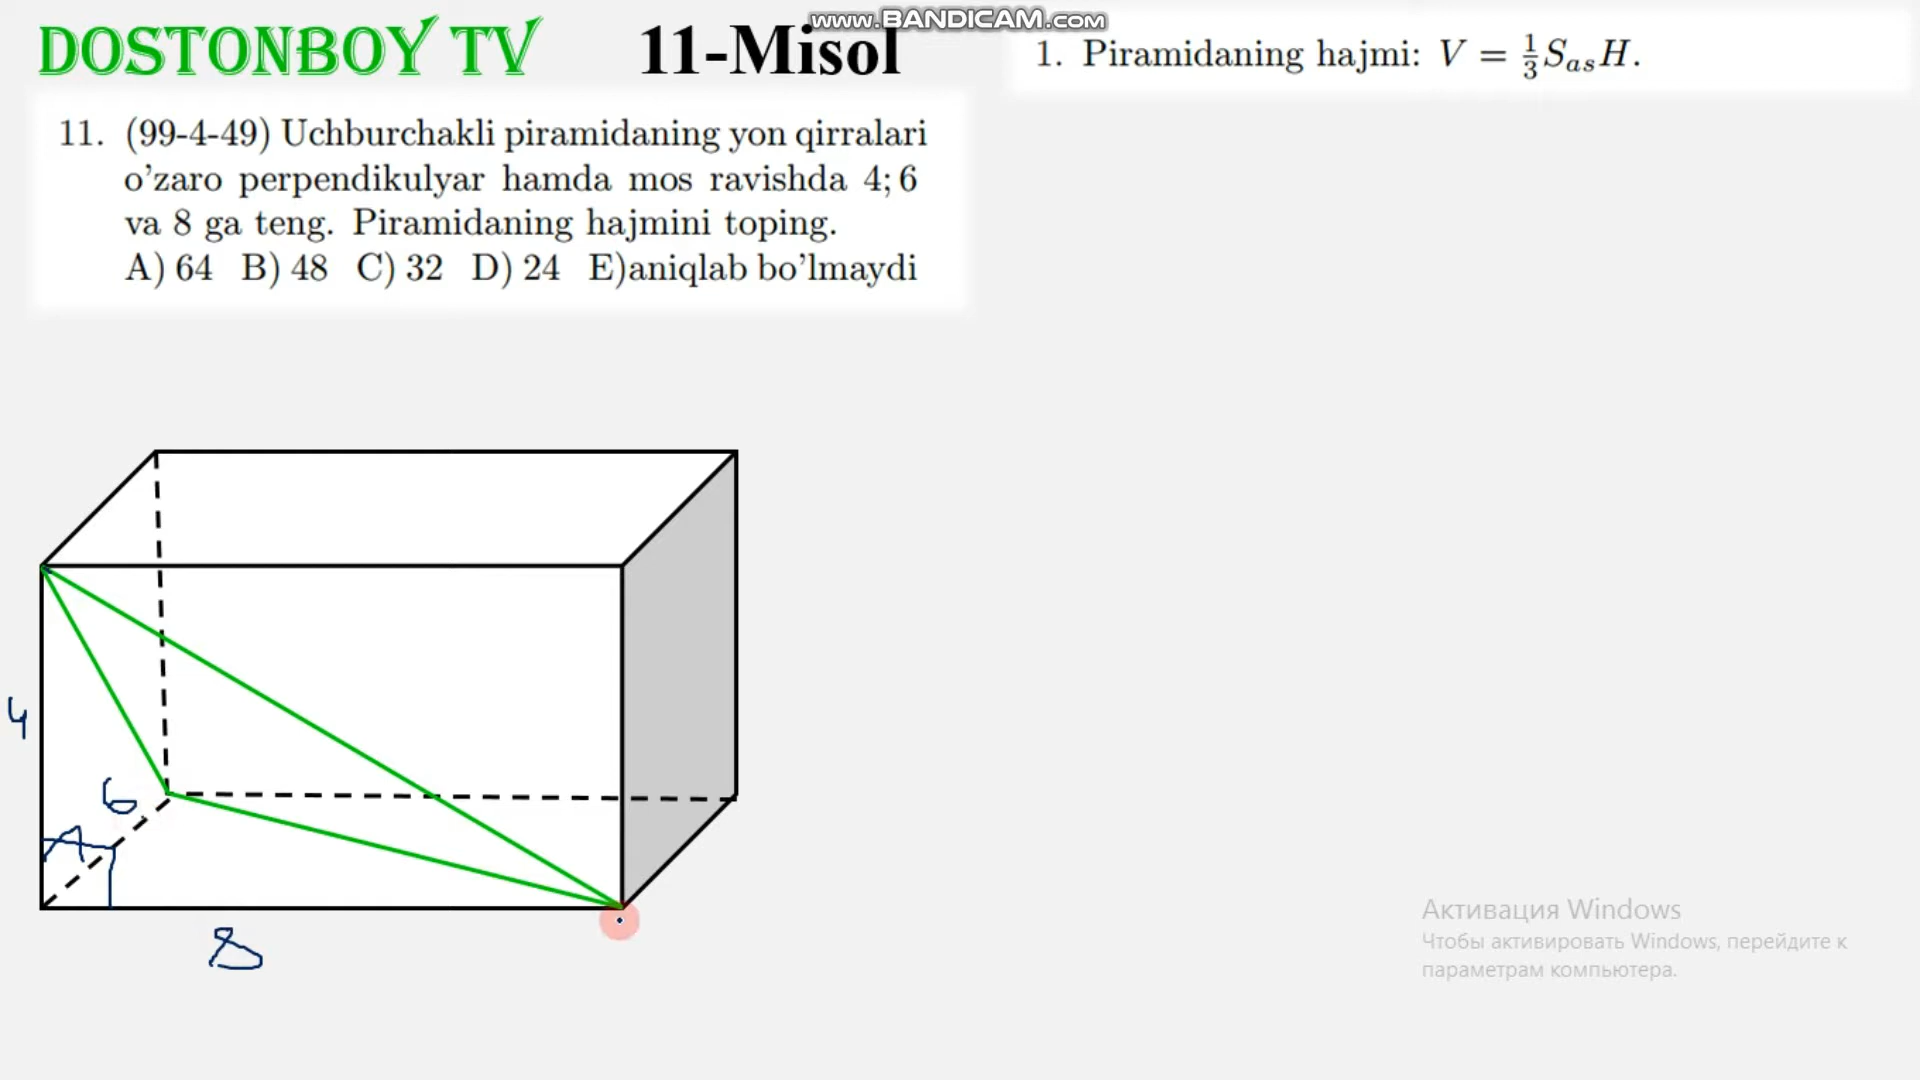 www.BANDICAM.com
DOSTONBOY TV
11-Misol
1. Piramidaning hajmi: V = 1/3 S_as H.
11. (99-4-49) Uchburchakli piramidaning yon qirralari
o'zaro perpendikulyar hamda mos ravishda 4; 6
va 8 ga teng. Piramidaning hajmini toping.
A) 64 B) 48 C) 32 D) 24 E)aniqlab bo'lmaydi
4
6
8
Активация Windows
Чтобы активировать Windows, перейдите к
параметрам компьютера.